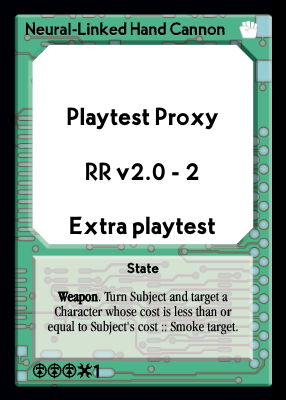 Neural-Linked Hand Cannon
Playtest Proxy
RR v2.0 - 2
Extra playtest
State
Weapon. Turn Subject and target a
Character whose cost is less than or
equal to Subject's cost :: Smoke target.
1